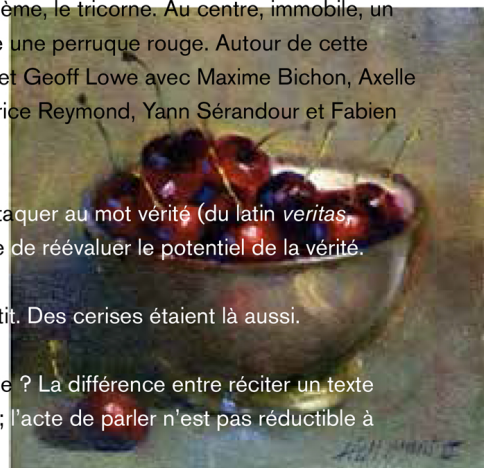 ème, le tricorne. Au centre, immobile, un
une perruque rouge. Autour de cette
et Geoff Lowe avec Maxime Bichon, Axelle
rice Reymond, Yann Sérandour et Fabien
taquer au mot vérité (du latin veritas,
de réévaluer le potentiel de la vérité.
tit. Des cerises étaient là aussi.
e ? La différence entre réciter un texte
; l’acte de parler n’est pas réductible à